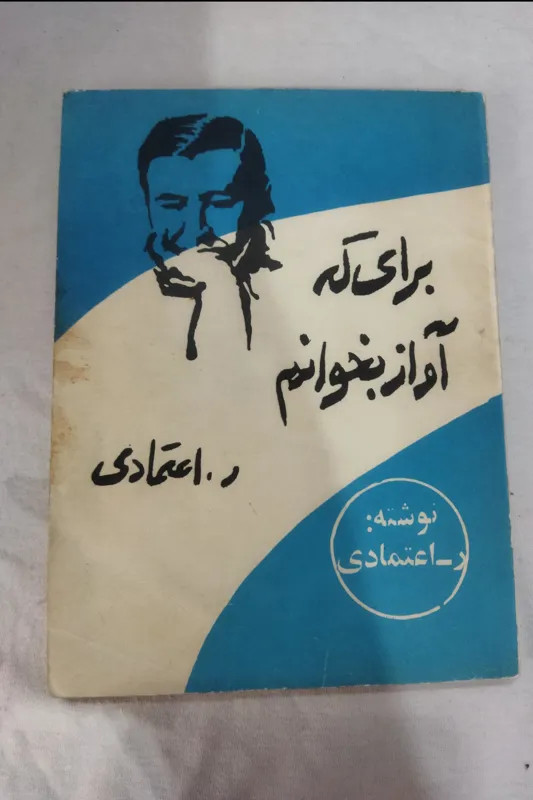 برای که
آواز بخوانم
ر. اعتمادی
نوشته:
ر-اعتمادی